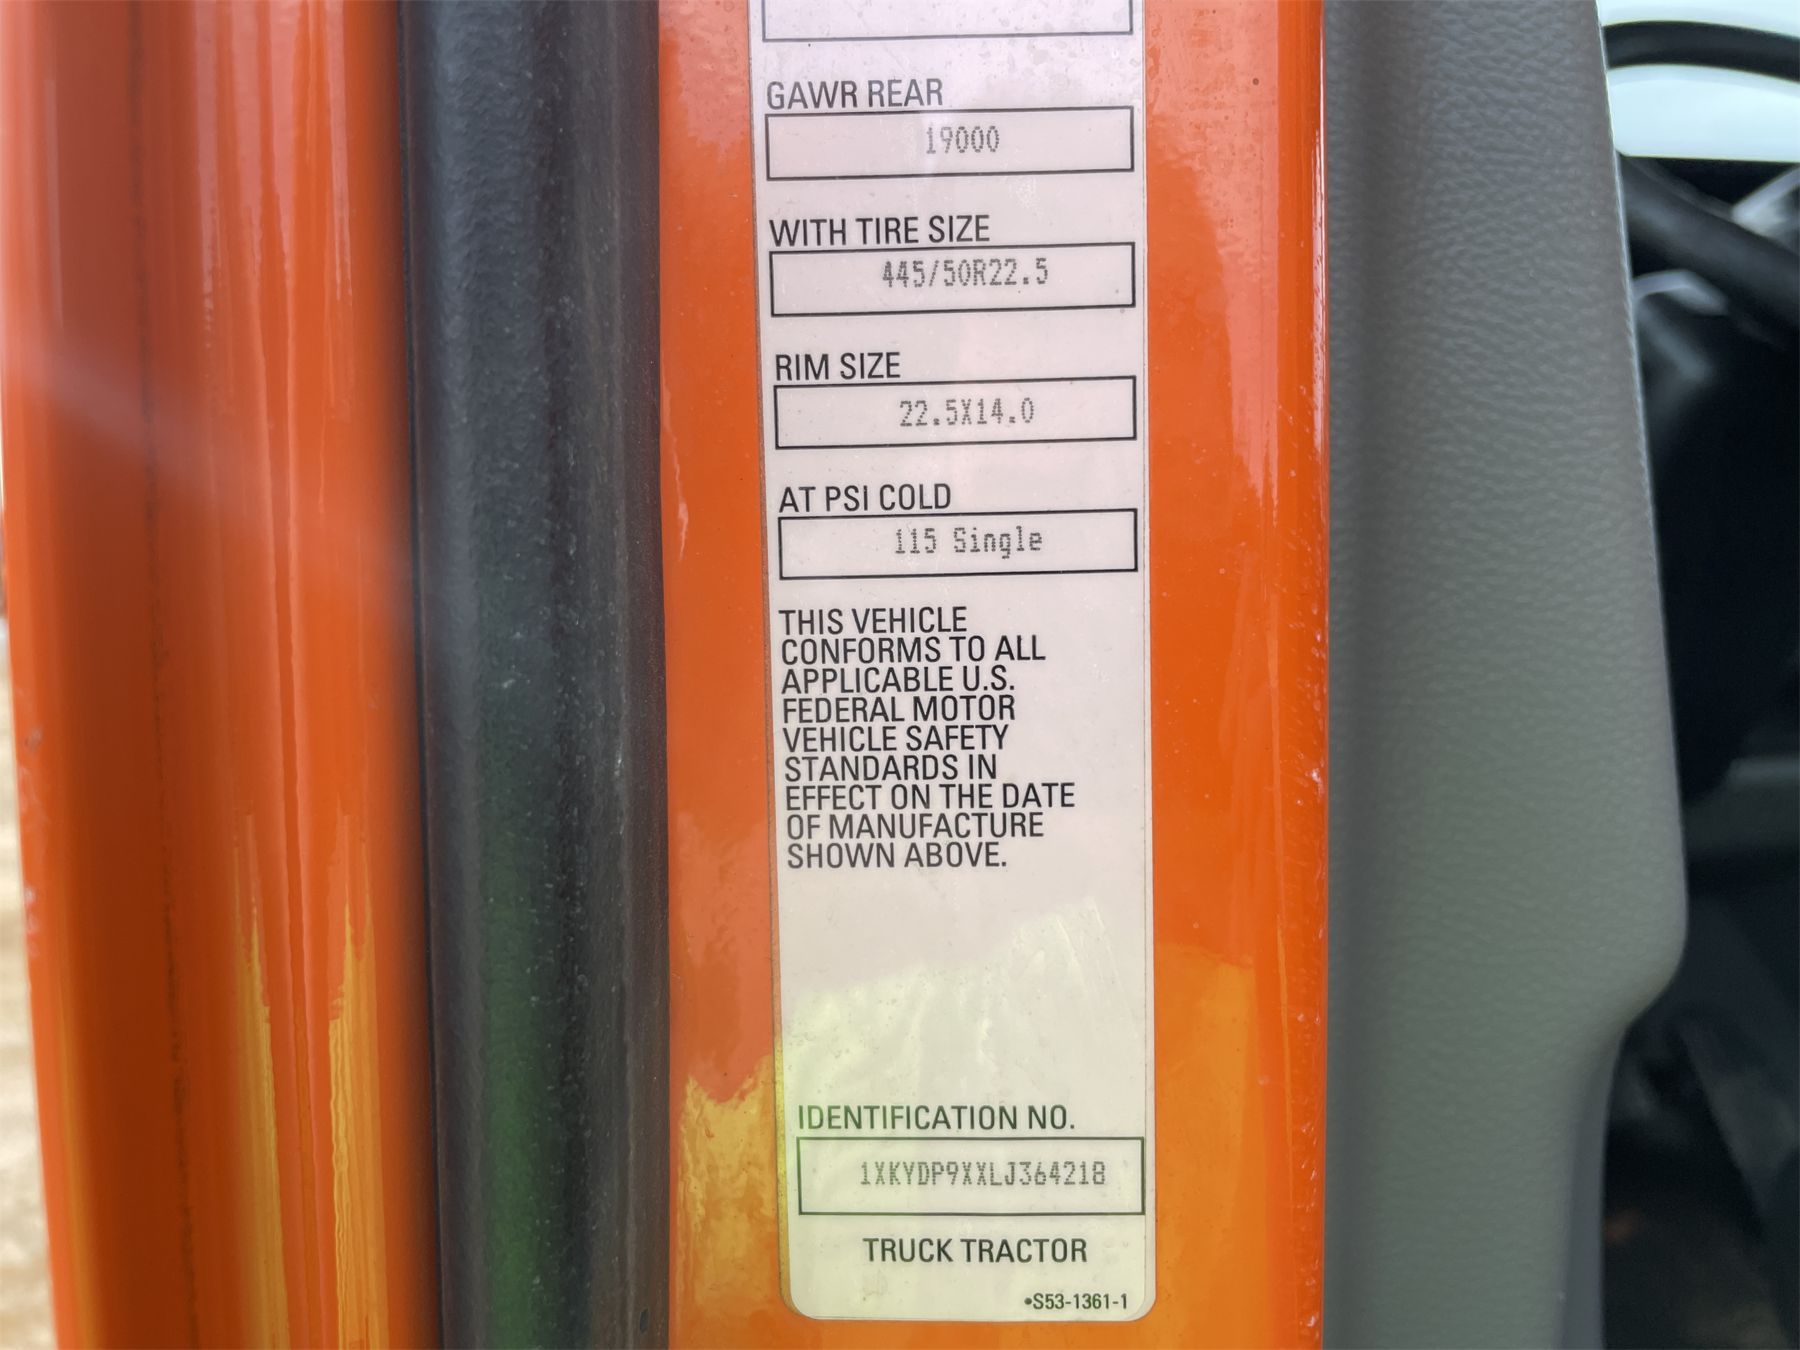 GAWR REAR
19000
WITH TIRE SIZE
445/50R22.5
RIM SIZE
22.5X14.0
AT PSI COLD
115 Single
THIS VEHICLE
CONFORMS TO ALL
APPLICABLE U.S.
FEDERAL MOTOR
VEHICLE SAFETY
STANDARDS IN
EFFECT ON THE DATE
OF MANUFACTURE
SHOWN ABOVE.
IDENTIFICATION NO.
1XKYDP9XXLJ364218
TRUCK TRACTOR
•S53-1361-1